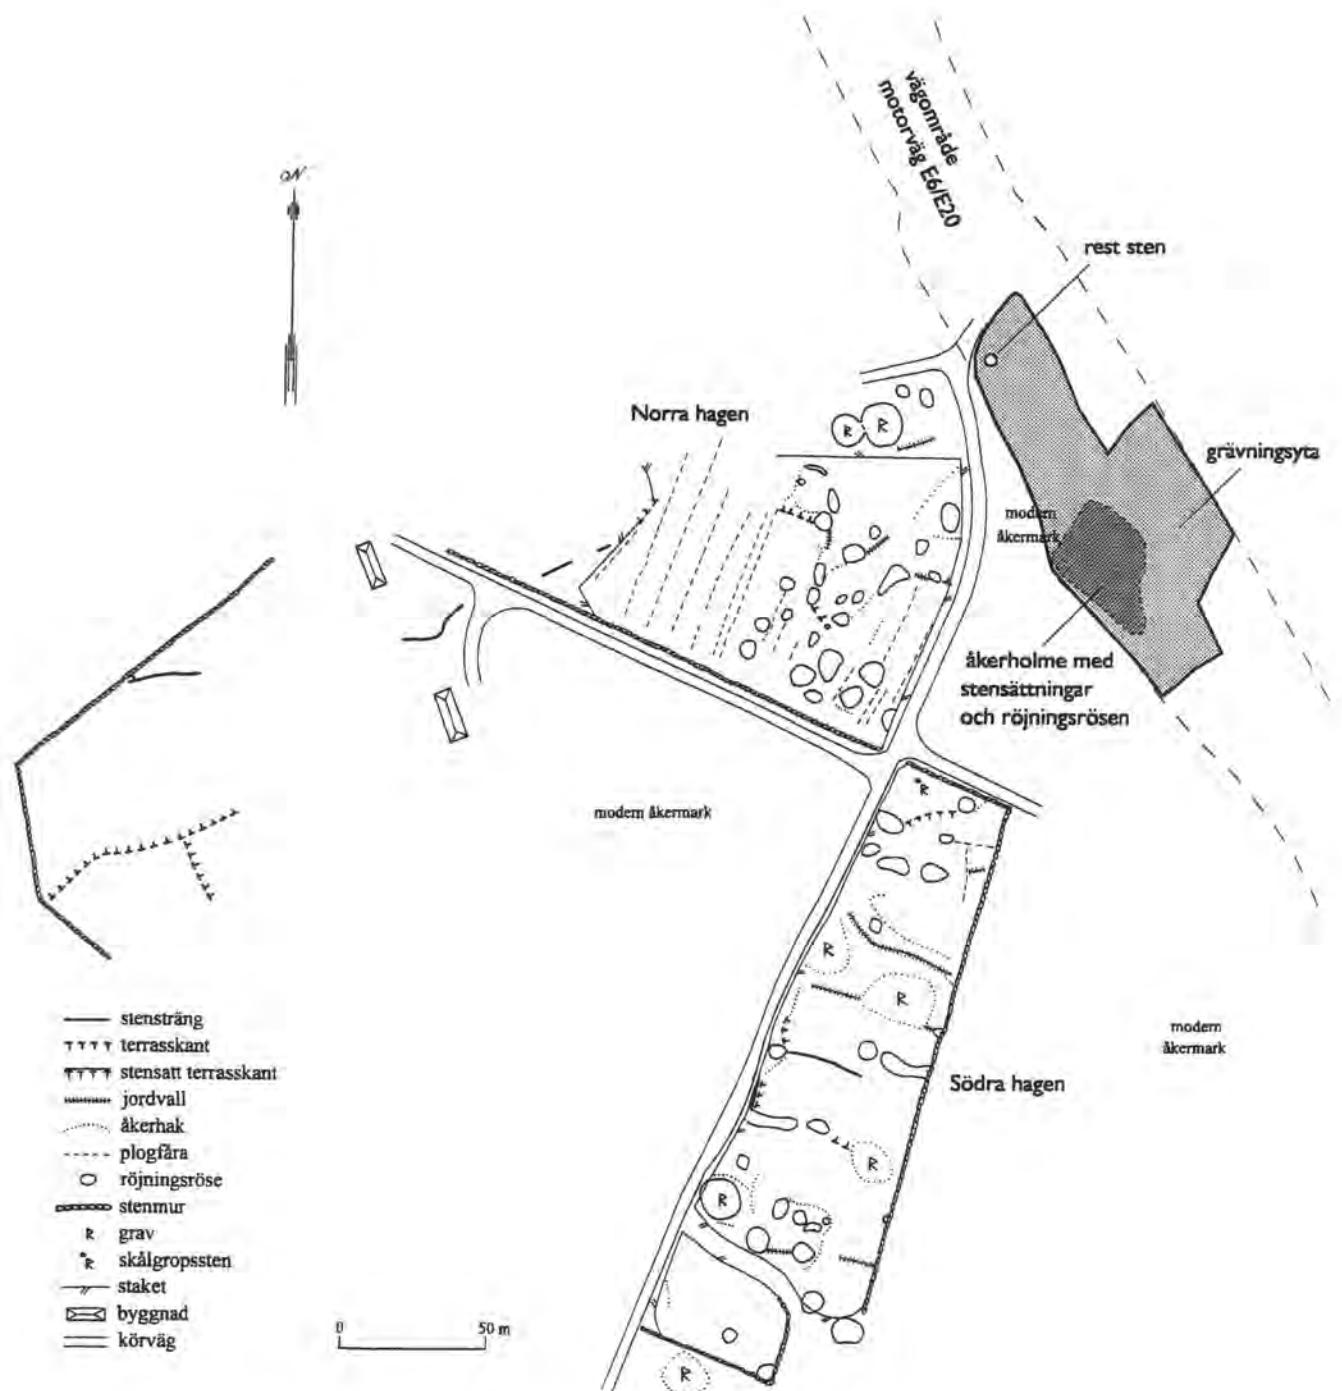 vägområde
motorväg E6/E20
N
rest sten
Norra hagen
R
R
grävningsyta
modern
åkermark
åkerholme med
stensättningar
och röjningsrösen
modern åkermark
R
R
R
modern
åkermark
Södra hagen
R
R
R
stensträng
terrasskant
stensatt terrasskant
jordvall
åkerhak
plogfåra
röjningsröse
stenmur
R grav
R skålgropssten
staket
byggnad
körväg
0 50 m